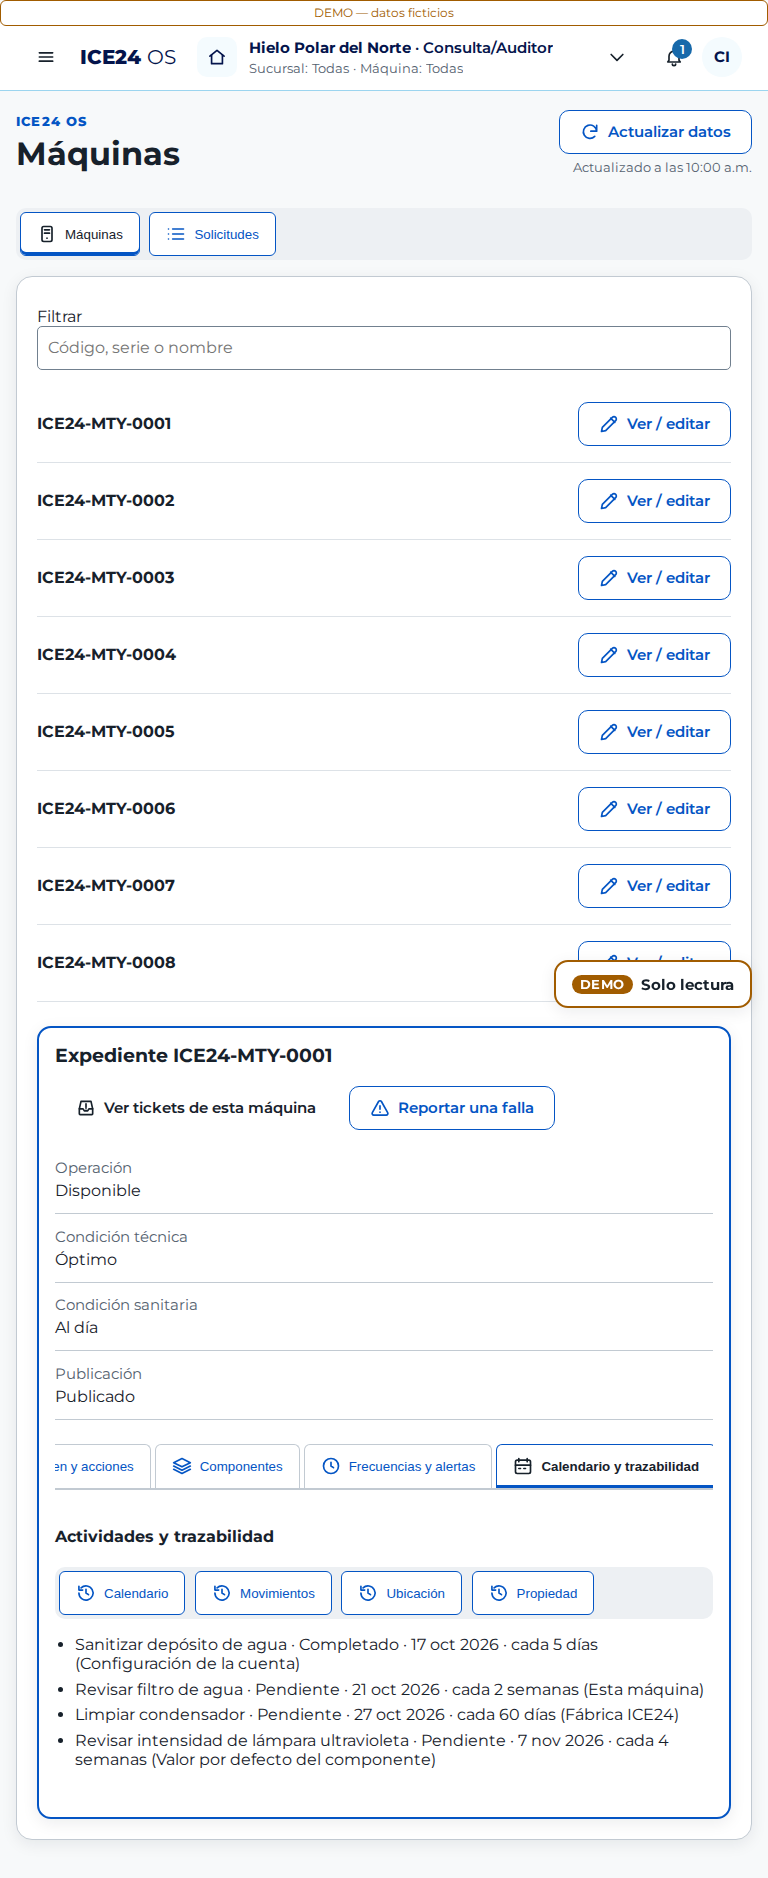 DEMO — datos ficticios
ICE24 OS
Hielo Polar del Norte · Consulta/Auditor
Sucursal: Todas · Máquina: Todas
1
CI
ICE24 OS
Máquinas
Actualizar datos
Actualizado a las 10:00 a.m.
Máquinas
Solicitudes
Filtrar
Código, serie o nombre
ICE24-MTY-0001
Ver / editar
ICE24-MTY-0002
Ver / editar
ICE24-MTY-0003
Ver / editar
ICE24-MTY-0004
Ver / editar
ICE24-MTY-0005
Ver / editar
ICE24-MTY-0006
Ver / editar
ICE24-MTY-0007
Ver / editar
ICE24-MTY-0008
DEMO Solo lectura
Expediente ICE24-MTY-0001
Ver tickets de esta máquina
Reportar una falla
Operación
Disponible
Condición técnica
Óptimo
Condición sanitaria
Al día
Publicación
Publicado
en y acciones
Componentes
Frecuencias y alertas
Calendario y trazabilidad
Actividades y trazabilidad
Calendario
Movimientos
Ubicación
Propiedad
Sanitizar depósito de agua · Completado · 17 oct 2026 · cada 5 días
(Configuración de la cuenta)
Revisar filtro de agua · Pendiente · 21 oct 2026 · cada 2 semanas (Esta máquina)
Limpiar condensador · Pendiente · 27 oct 2026 · cada 60 días (Fábrica ICE24)
Revisar intensidad de lámpara ultravioleta · Pendiente · 7 nov 2026 · cada 4
semanas (Valor por defecto del componente)